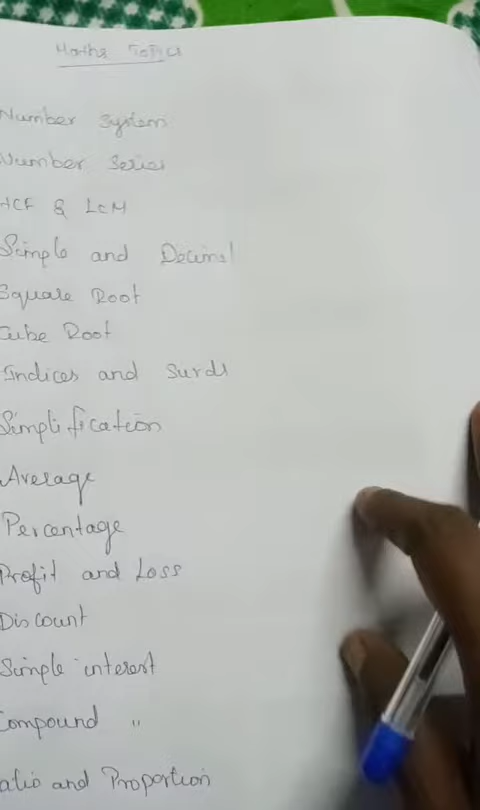 Maths Topics
Number System
Number Series
HCF & LCM
Simple and Decimal
Square Root
Cube Root
Indices and Surds
Simplification
Average
Percentage
Profit and Loss
Discount
Simple interest
Compound "
atio and Proportion